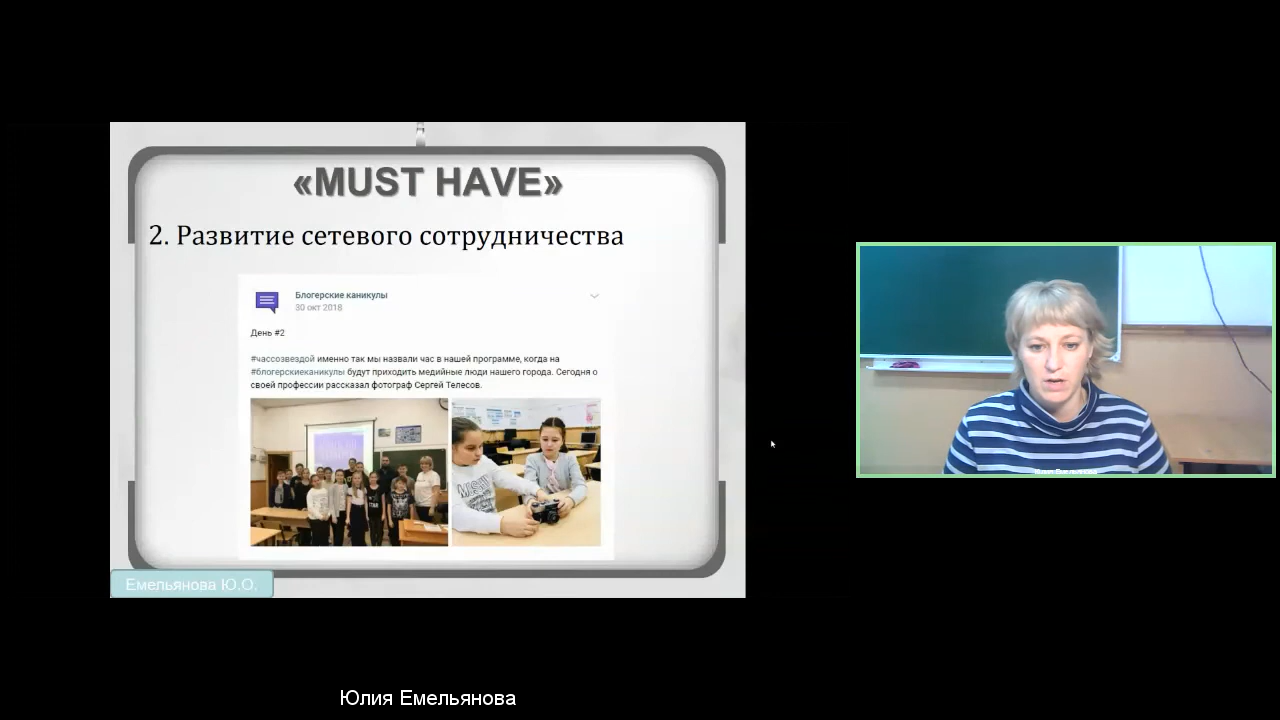 «MUST HAVE»
2. Развитие сетевого сотрудничества
Блогерские каникулы
30 окт 2018
День #2
#чассозвездой именно так мы назвали час в нашей программе, когда на
#блогерскиеканикулы будут приходить медийные люди нашего города. Сегодня о
своей профессии рассказал фотограф Сергей Телесов.
Емельянова Ю.О.
Юлия Емельянова
Юлия Емельянова